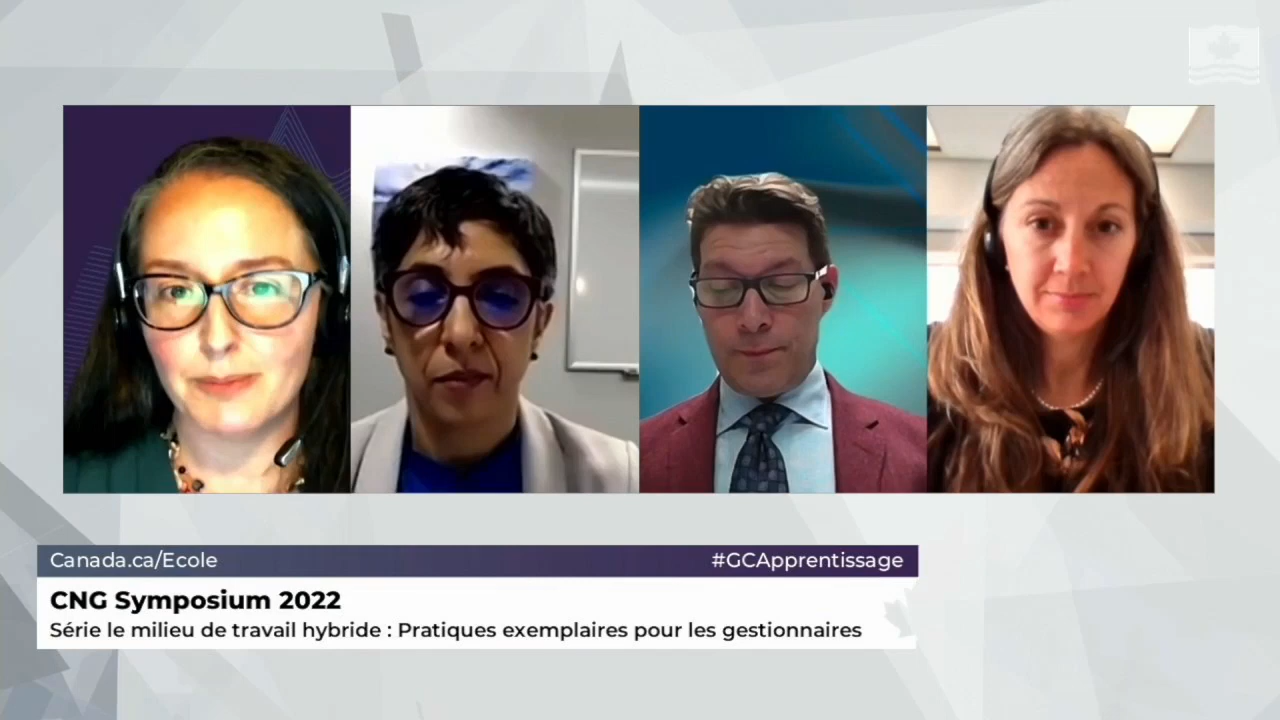 Canada.ca/Ecole
#GCApprentissage
CNG Symposium 2022
Série le milieu de travail hybride : Pratiques exemplaires pour les gestionnaires